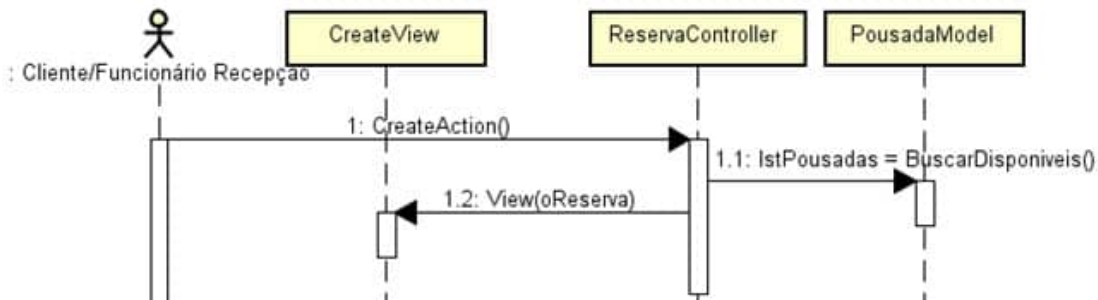 CreateView
ReservaController
PousadaModel
: Cliente/Funcionário Recepção
1: CreateAction()
1.1: lstPousadas = BuscarDisponiveis()
1.2: View(oReserva)